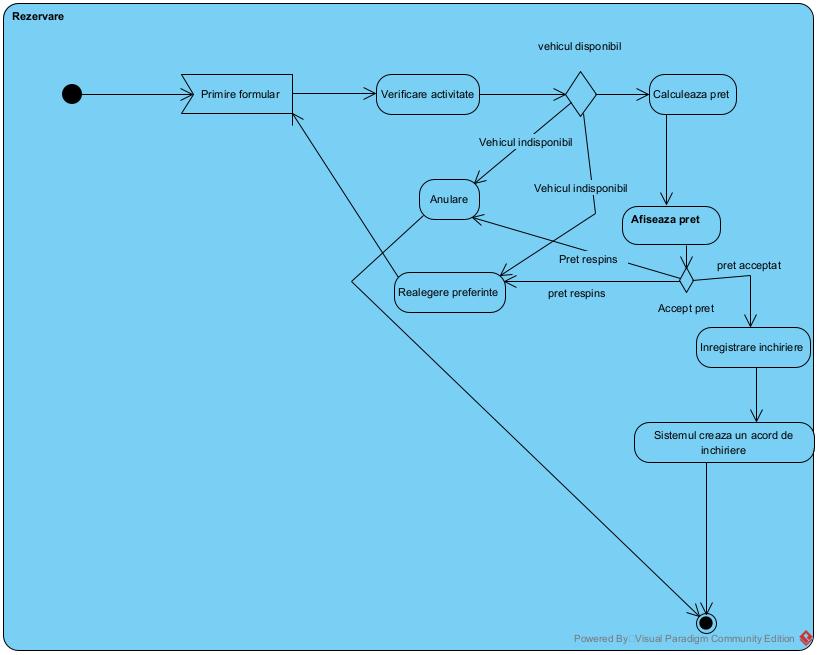 Rezervare
vehicul disponibil
Primire formular
Verificare activitate
Calculeaza pret
Vehicul indisponibil
Vehicul indisponibil
Anulare
Afiseaza pret
Pret respins
pret acceptat
Realegere preferinte
pret respins
Accept pret
Inregistrare inchiriere
Sistemul creaza un acord de
inchiriere
Powered By Visual Paradigm Community Edition